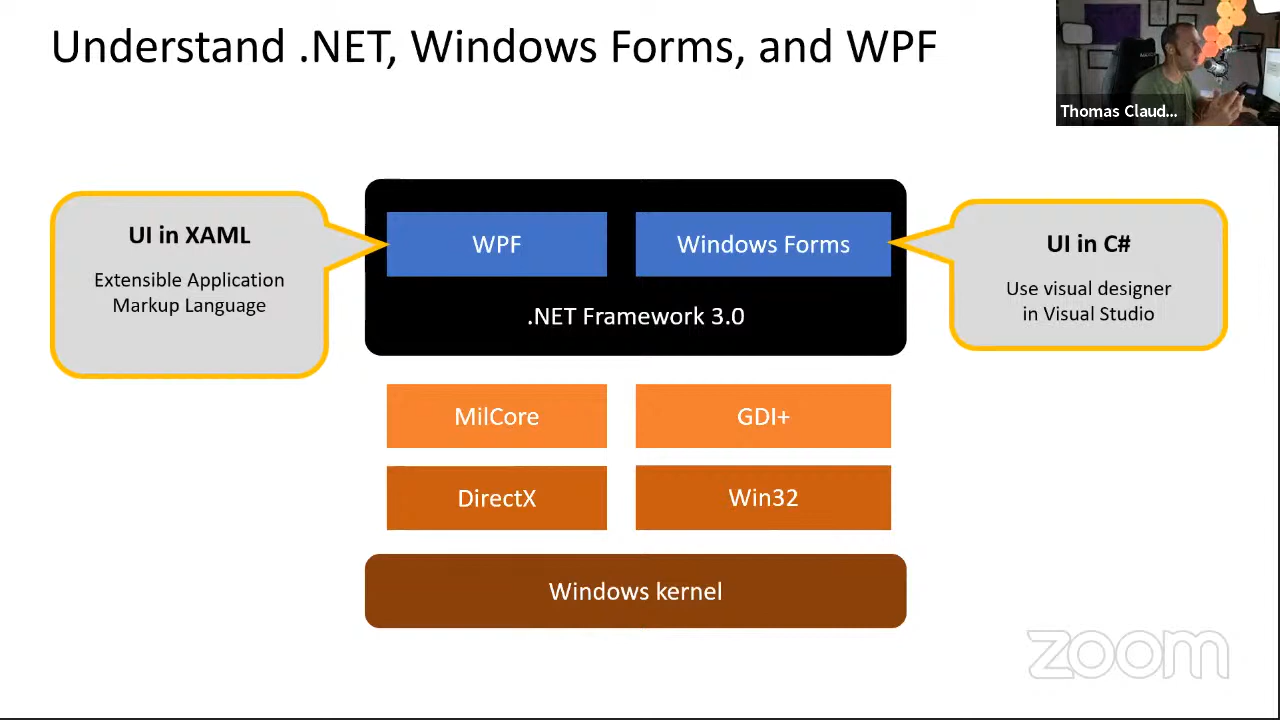 Understand .NET, Windows Forms, and WPF
Thomas Claud...
UI in XAML
Extensible Application
Markup Language
WPF
Windows Forms
.NET Framework 3.0
UI in C#
Use visual designer
in Visual Studio
MilCore
GDI+
DirectX
Win32
Windows kernel
zoom